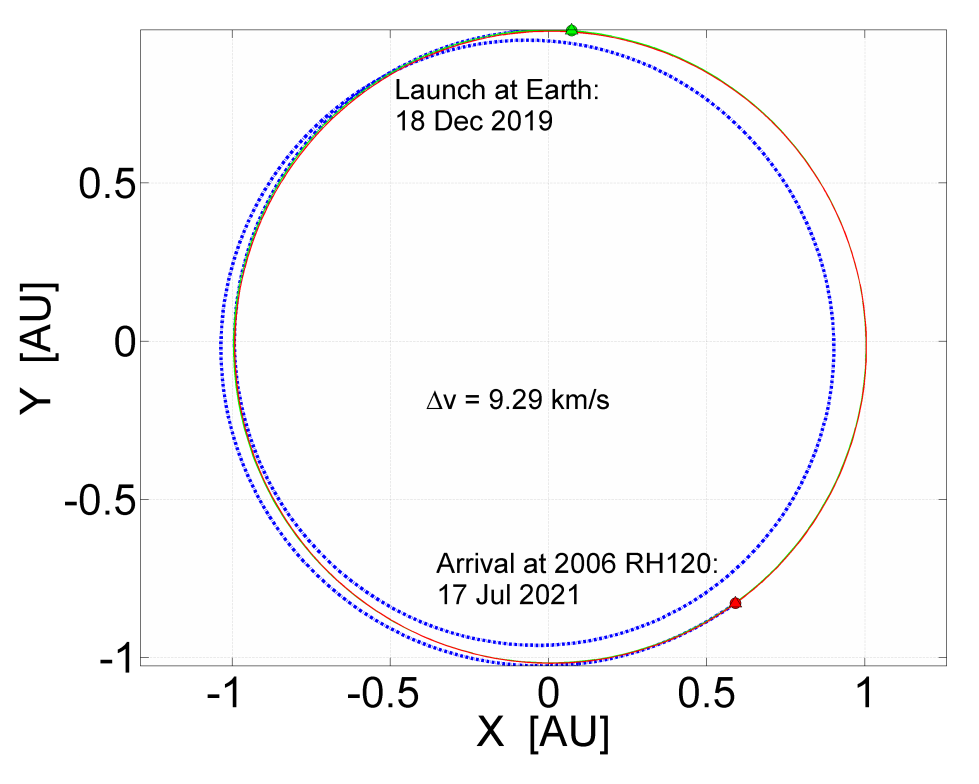 Launch at Earth:
18 Dec 2019
0.5
0
-0.5
-1
Y [AU]
Δv = 9.29 km/s
Arrival at 2006 RH120:
17 Jul 2021
-1
-0.5
0
0.5
1
X [AU]